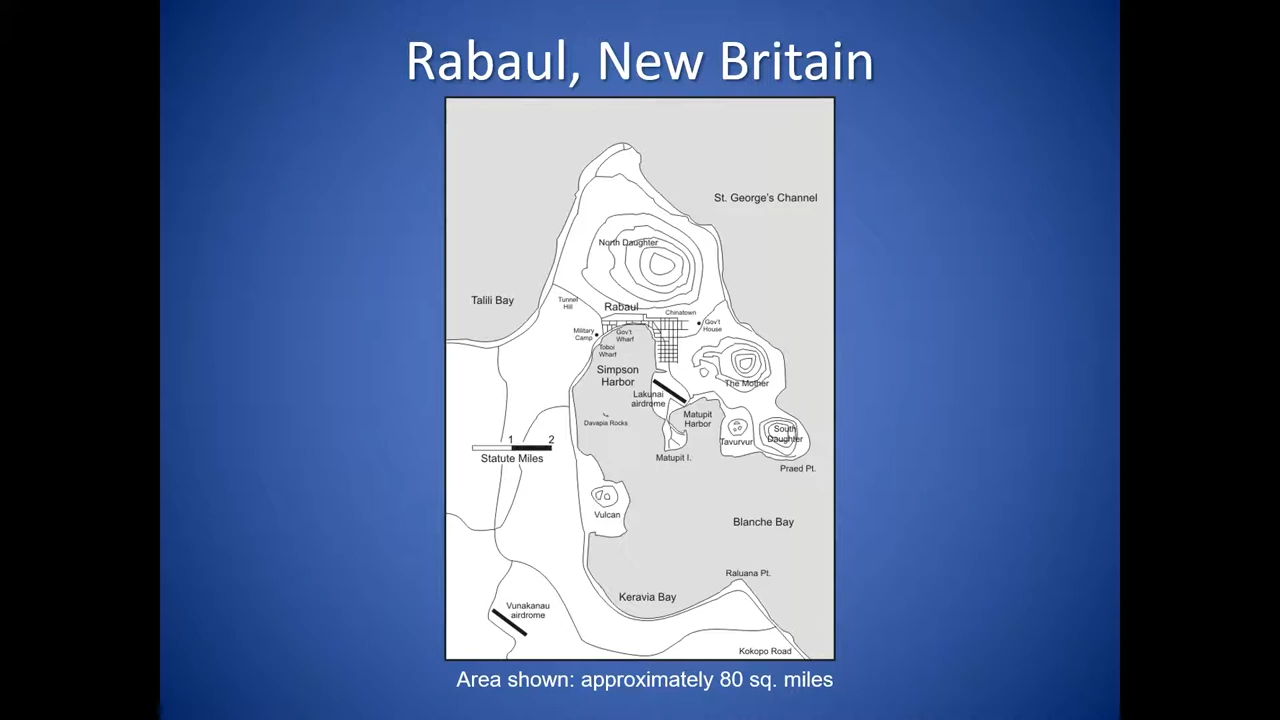 Rabaul, New Britain
St. George's Channel
North Daughter
Talili Bay
Tunnel
Hill
Rabaul
Chinatown
Gov't
House
Military
Camp
Gov't
Wharf
Toboi
Wharf
Simpson
Harbor
The Mother
Lakunai
airdrome
Matupit
Harbor
Davapia Rocks
South
Daughter
Tavurvur
1 2
Statute Miles
Matupit I.
Praed Pt.
Vulcan
Blanche Bay
Raluana Pt.
Keravia Bay
Vunakanau
airdrome
Kokopo Road
Area shown: approximately 80 sq. miles